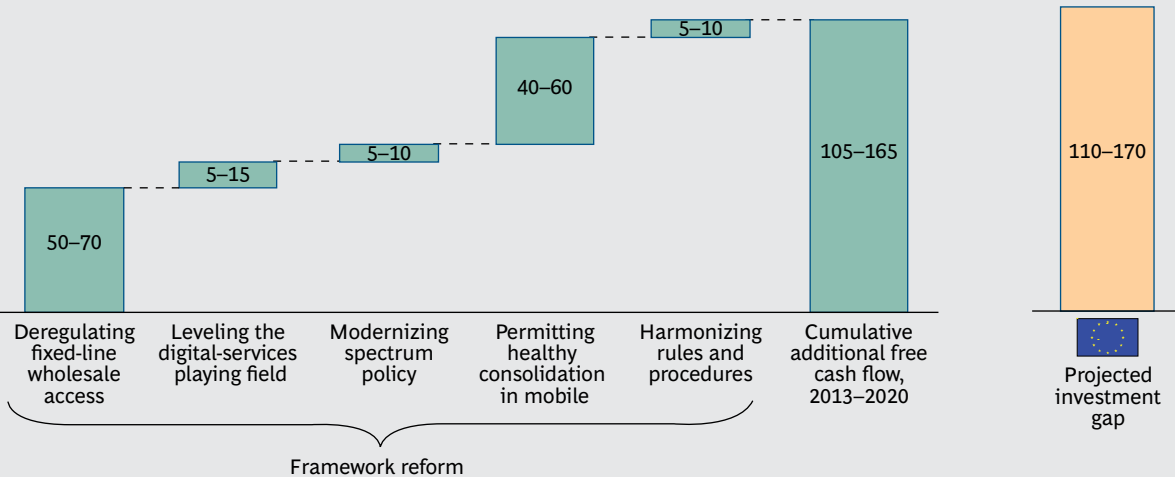 5–10
40–60
5–10
5–15
105–165
110–170
50–70
Deregulating
fixed-line
wholesale
access
Leveling the
digital-services
playing field
Modernizing
spectrum
policy
Permitting
healthy
consolidation
in mobile
Harmonizing
rules and
procedures
Cumulative
additional free
cash flow,
2013–2020
Projected
investment
gap
Framework reform